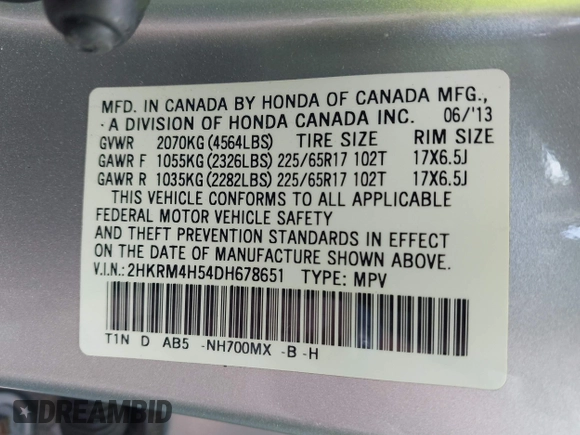 MFD. IN CANADA BY HONDA OF CANADA MFG.,
· A DIVISION OF HONDA CANADA INC. 06/'13
GVWR 2070KG (4564LBS) TIRE SIZE RIM SIZE
GAWR F 1055KG (2326LBS) 225/65R17 102T 17X6.5J
GAWR R 1035KG (2282LBS) 225/65R17 102T 17X6.5J
THIS VEHICLE CONFORMS TO ALL APPLICABLE
FEDERAL MOTOR VEHICLE SAFETY
AND THEFT PREVENTION STANDARDS IN EFFECT
ON THE DATE OF MANUFACTURE SHOWN ABOVE.
V.I.N.: 2HKRM4H54DH678651 TYPE: MPV
T1N D AB5 -NH700MX -B -H
DREAMBID